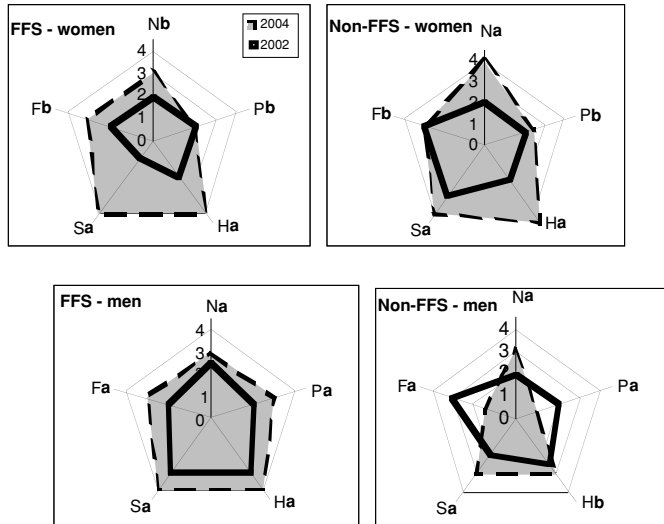 FFS - women
Nb
2004
2002
4
3
2
1
0
Fb
Pb
Sa
Ha
Non-FFS - women
Na
4
3
2
1
0
Fb
Pb
Sa
Ha
FFS - men
Na
4
3
2
1
0
Fa
Pa
Sa
Ha
Non-FFS - men
Na
4
3
2
1
0
Fa
Pa
Sa
Hb